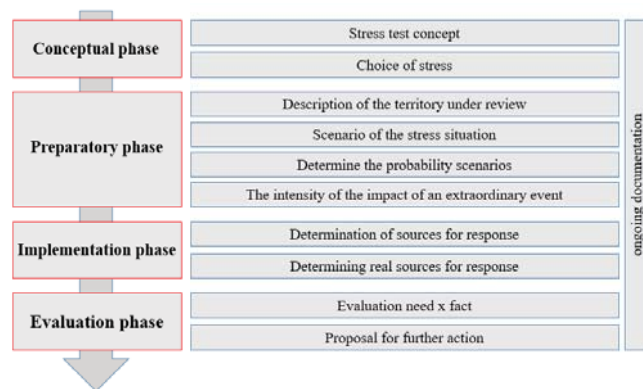 Conceptual phase
Stress test concept
Choice of stress
Preparatory phase
Description of the territory under review
Scenario of the stress situation
Determine the probability scenarios
The intensity of the impact of an extraordinary event
Implementation phase
Determination of sources for response
Determining real sources for response
Evaluation phase
Evaluation need x fact
Proposal for further action
ongoing documentation